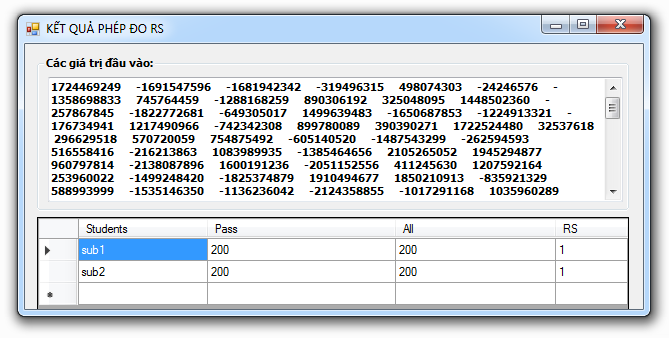 KẾT QUẢ PHÉP ĐO RS
Các giá trị đầu vào:
1724469249 -1691547596 -1681942342 -319496315 498074303 -24246576 -
1358698833 745764459 -1288168259 890306192 325048095 1448502360 -
257867845 -1822772681 -649305017 1499639483 -1650687853 -1224913321 -
176734941 1217490966 -742342308 899780089 390390271 1722524480 32537618
296629518 570720059 754875492 -605140520 -1487543299 -262594593
516558416 -216213863 1083989935 -1385464656 2105265052 1945294877
960797814 -2138087896 1600191236 -2051152556 411245630 1207592164
253960022 -1499248420 -1825374879 1910494677 1850210913 -835921329
588993999 -1535146350 -1136236042 -2124358855 -1017291168 1035960289
Students Pass All RS
sub1 200 200 1
sub2 200 200 1